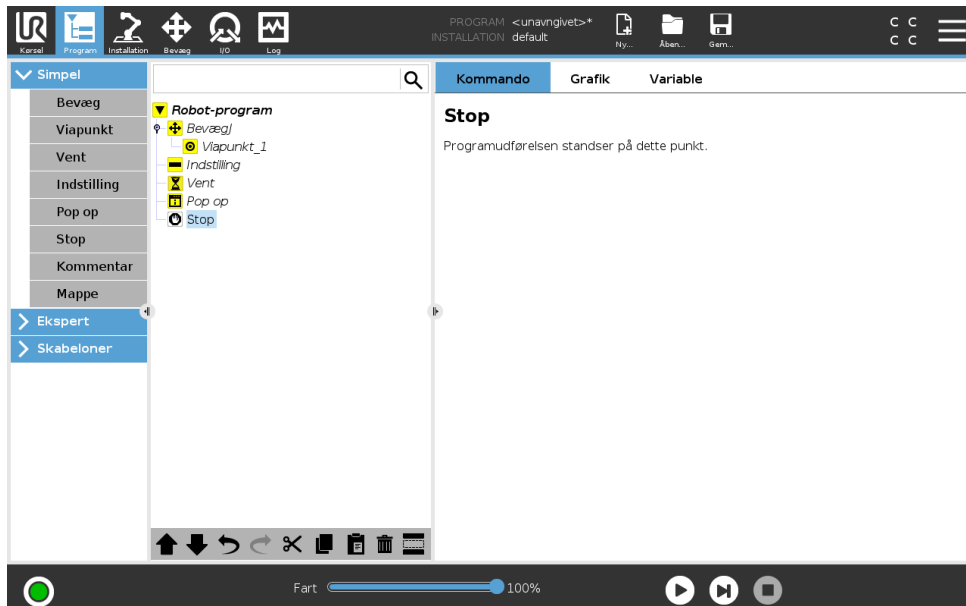 UR
PROGRAM <unavngivet>*
INSTALLATION default
Kørsel Program Installation Bevæg I/O Log Ny... Åben... Gem...
C C
C C
Simpel
Bevæg
Viapunkt
Vent
Indstilling
Pop op
Stop
Kommentar
Mappe
Ekspert
Skabeloner
Robot-program
BevægJ
Viapunkt_1
Indstilling
Vent
Pop op
Stop
Kommando Grafik Variable
Stop
Programudførelsen standser på dette punkt.
Fart 100%